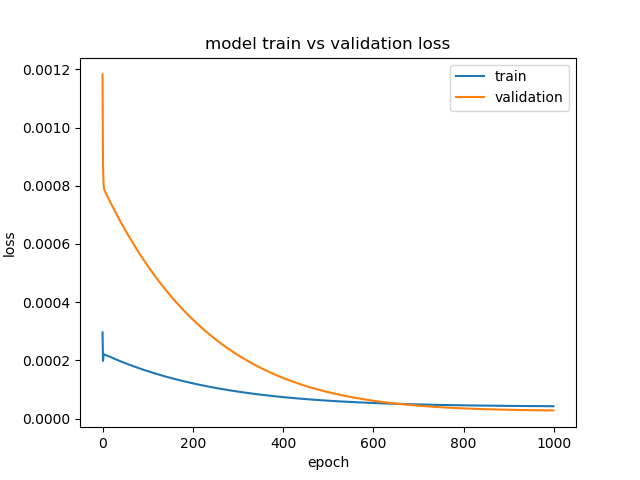 model train vs validation loss
train
validation
loss
0.0012
0.0010
0.0008
0.0006
0.0004
0.0002
0.0000
0 200 400 600 800 1000
epoch